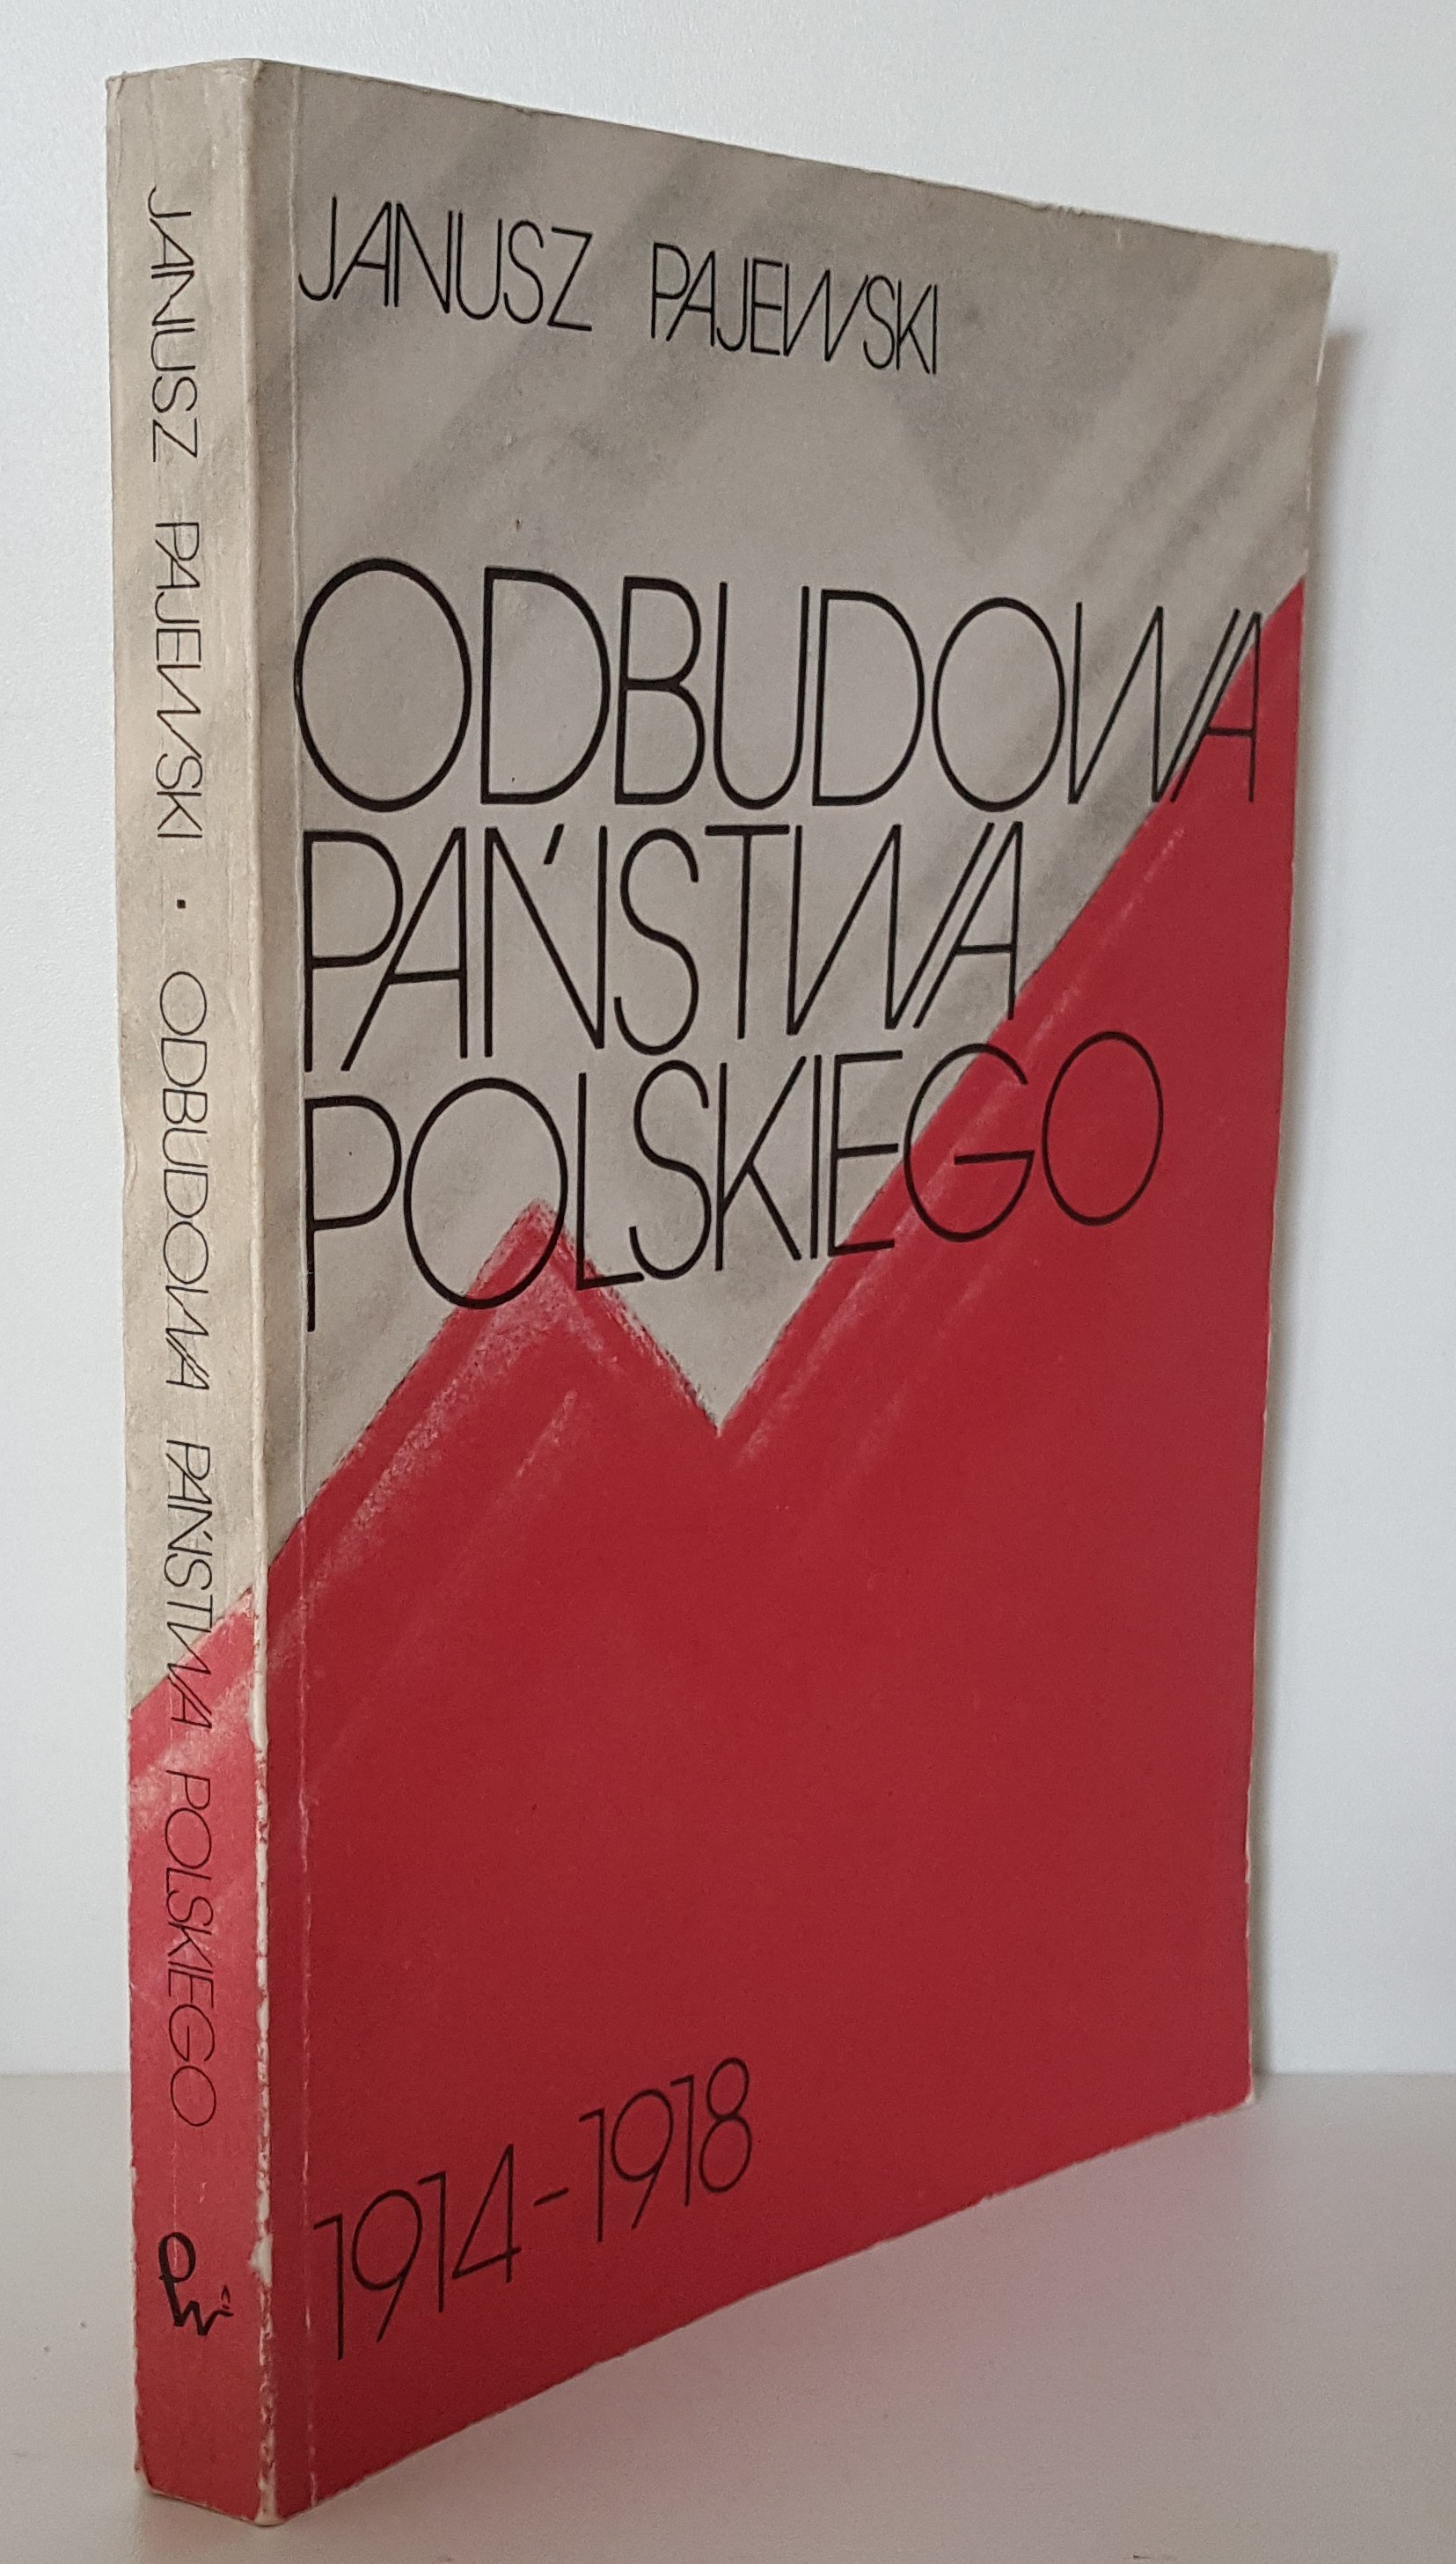 JANUSZ PAJEWSKI
ODBUDOWA
PAŃSTWA
POLSKIEGO
1914-1918
JANUSZ PAJEWSKI · ODBUDOWA PAŃSTWA POLSKIEGO